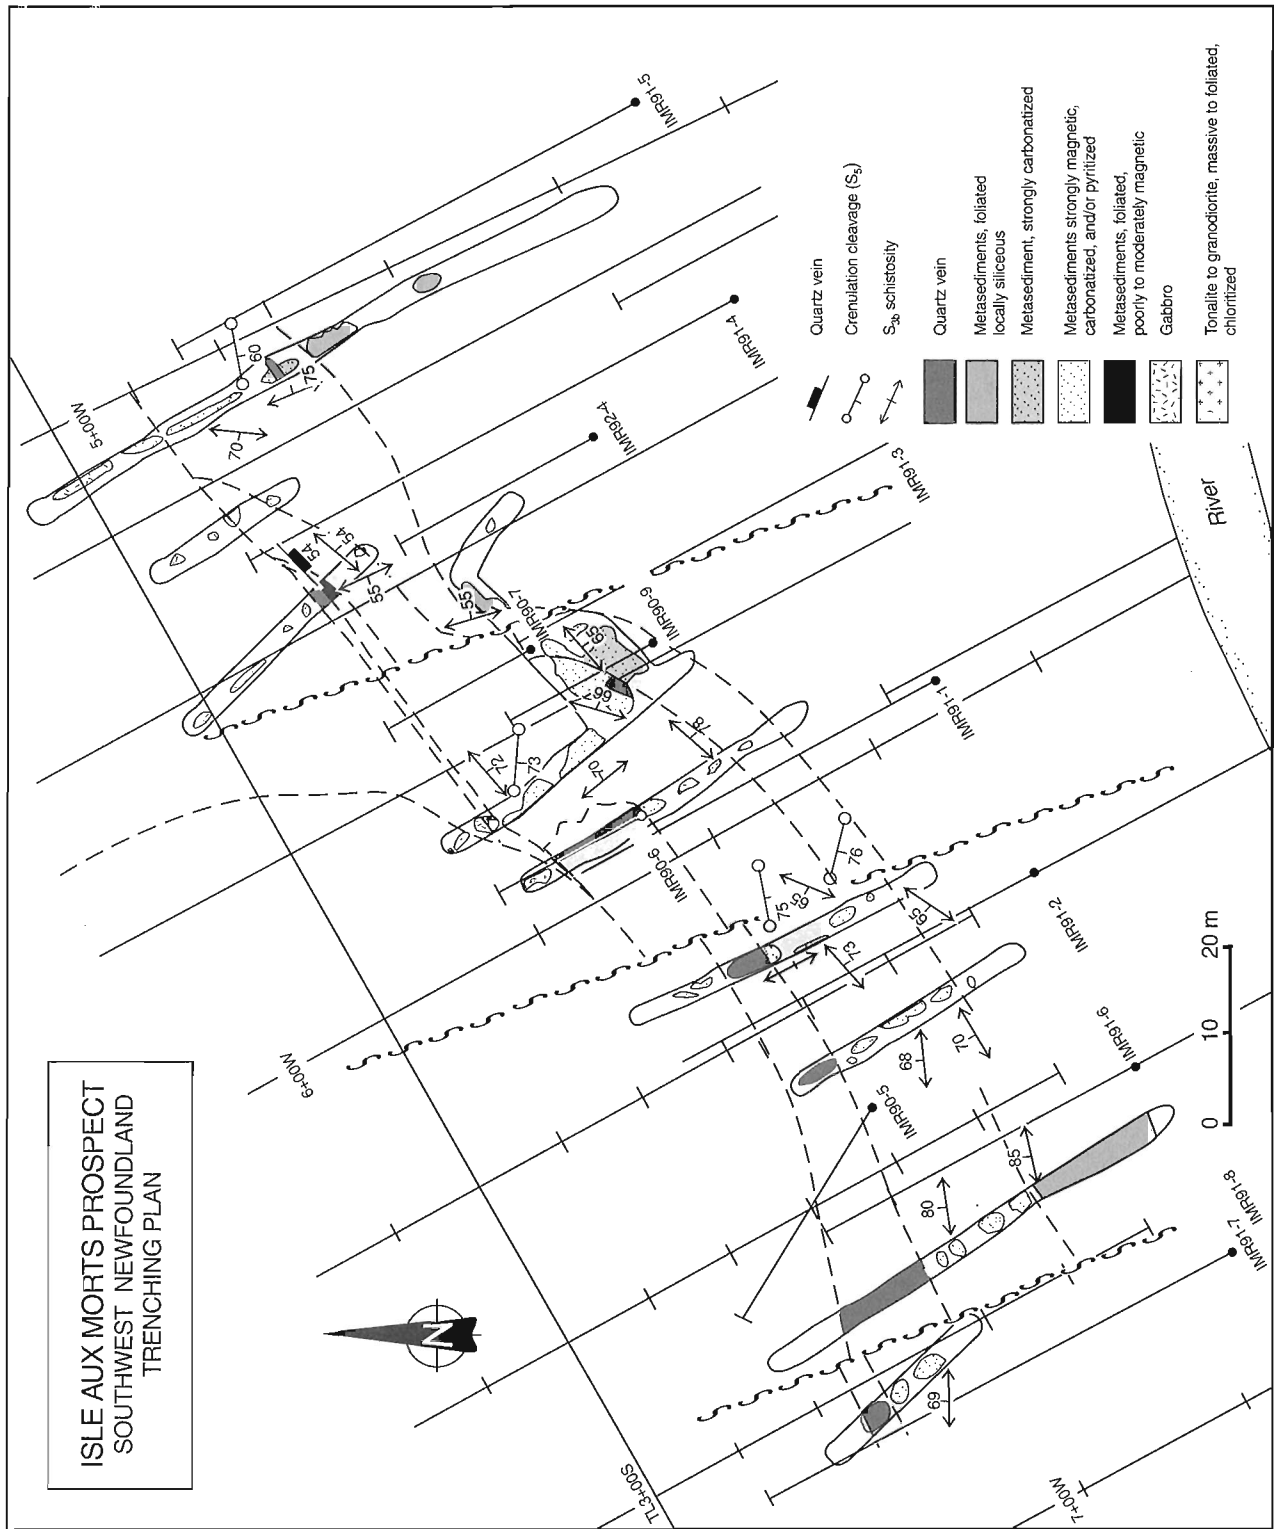 ISLE AUX MORTS PROSPECT
SOUTHWEST NEWFOUNDLAND
TRENCHING PLAN
N
TL3+00S
5+00W
6+00W
7+00W
IMR91-5
IMR91-4
IMR92-4
IMR91-3
IMR90-7
IMR90-9
IMR91-1
IMR90-6
IMR91-2
IMR91-6
IMR90-5
IMR91-8
IMR91-7
60
75
70
54
54
55
55
65
66
78
72
73
70
76
75
65
65
73
70
68
85
80
69
River
0 10 20 m
Quartz vein
Crenulation cleavage (S5)
S3b schistosity
Quartz vein
Metasediments, foliated
locally siliceous
Metasediment, strongly carbonatized
Metasediments strongly magnetic,
carbonatized, and/or pyritized
Metasediments, foliated,
poorly to moderately magnetic
Gabbro
Tonalite to granodiorite, massive to foliated,
chloritized